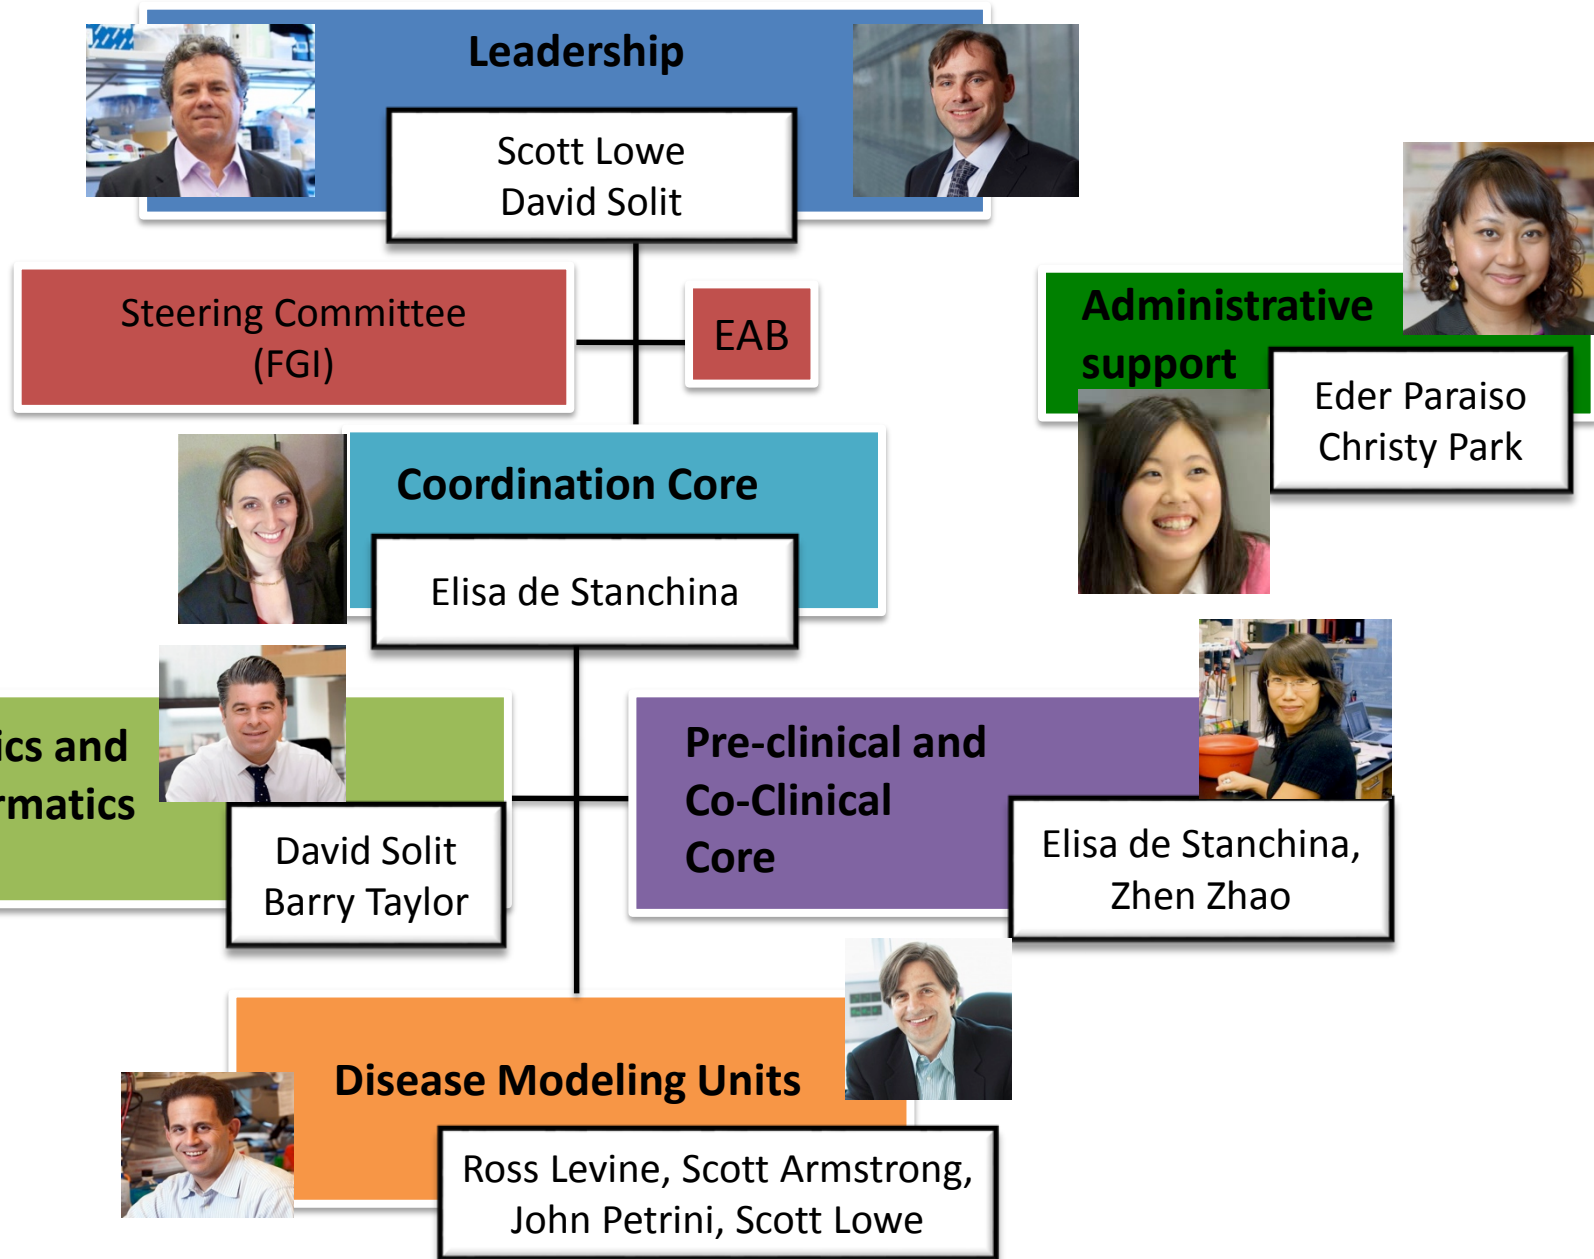 Leadership
Scott Lowe
David Solit
Steering Committee
(FGI)
EAB
Administrative
support
Eder Paraiso
Christy Park
Coordination Core
Elisa de Stanchina
ics and
rmatics
David Solit
Barry Taylor
Pre-clinical and
Co-Clinical
Core
Elisa de Stanchina,
Zhen Zhao
Disease Modeling Units
Ross Levine, Scott Armstrong,
John Petrini, Scott Lowe